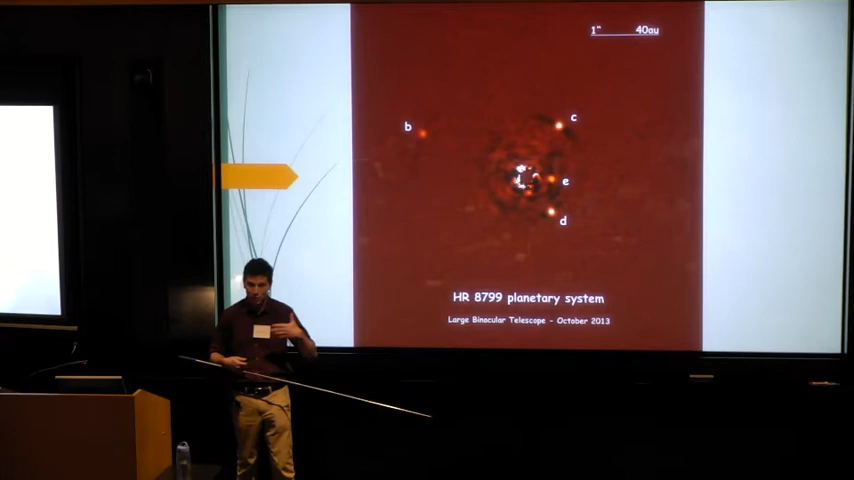 1" 40au
b
c
e
d
HR 8799 planetary system
Large Binocular Telescope - October 2013